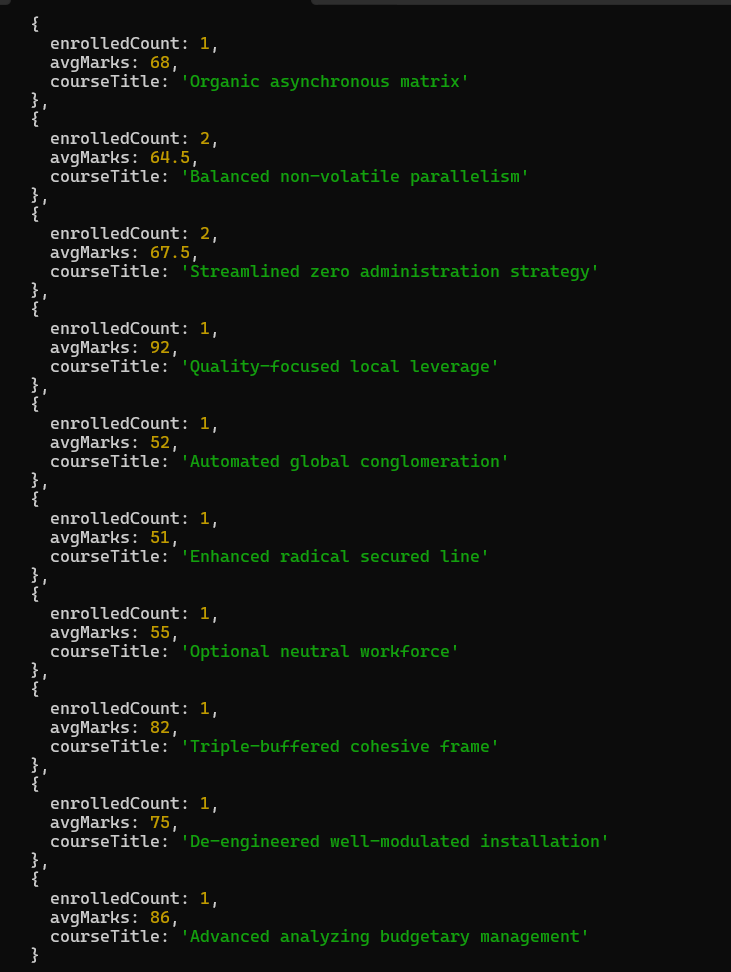 {
enrolledCount: 1,
avgMarks: 68,
courseTitle: 'Organic asynchronous matrix'
},
{
enrolledCount: 2,
avgMarks: 64.5,
courseTitle: 'Balanced non-volatile parallelism'
},
{
enrolledCount: 2,
avgMarks: 67.5,
courseTitle: 'Streamlined zero administration strategy'
},
{
enrolledCount: 1,
avgMarks: 92,
courseTitle: 'Quality-focused local leverage'
},
{
enrolledCount: 1,
avgMarks: 52,
courseTitle: 'Automated global conglomeration'
},
{
enrolledCount: 1,
avgMarks: 51,
courseTitle: 'Enhanced radical secured line'
},
{
enrolledCount: 1,
avgMarks: 55,
courseTitle: 'Optional neutral workforce'
},
{
enrolledCount: 1,
avgMarks: 82,
courseTitle: 'Triple-buffered cohesive frame'
},
{
enrolledCount: 1,
avgMarks: 75,
courseTitle: 'De-engineered well-modulated installation'
},
{
enrolledCount: 1,
avgMarks: 86,
courseTitle: 'Advanced analyzing budgetary management'
}